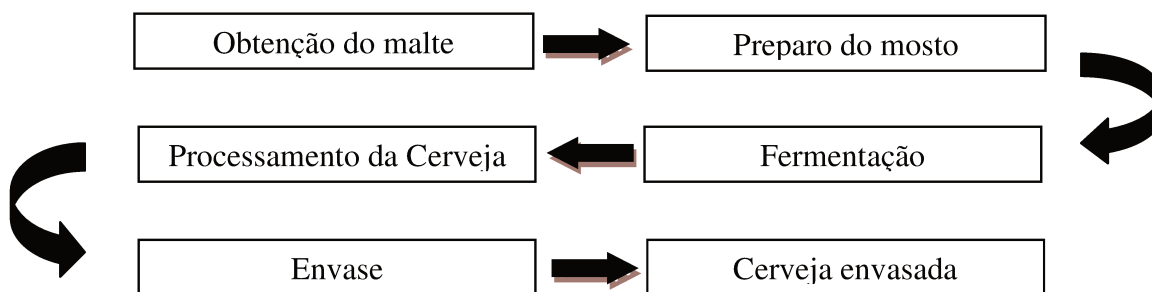 Obtenção do malte
Preparo do mosto
Processamento da Cerveja
Fermentação
Envase
Cerveja envasada